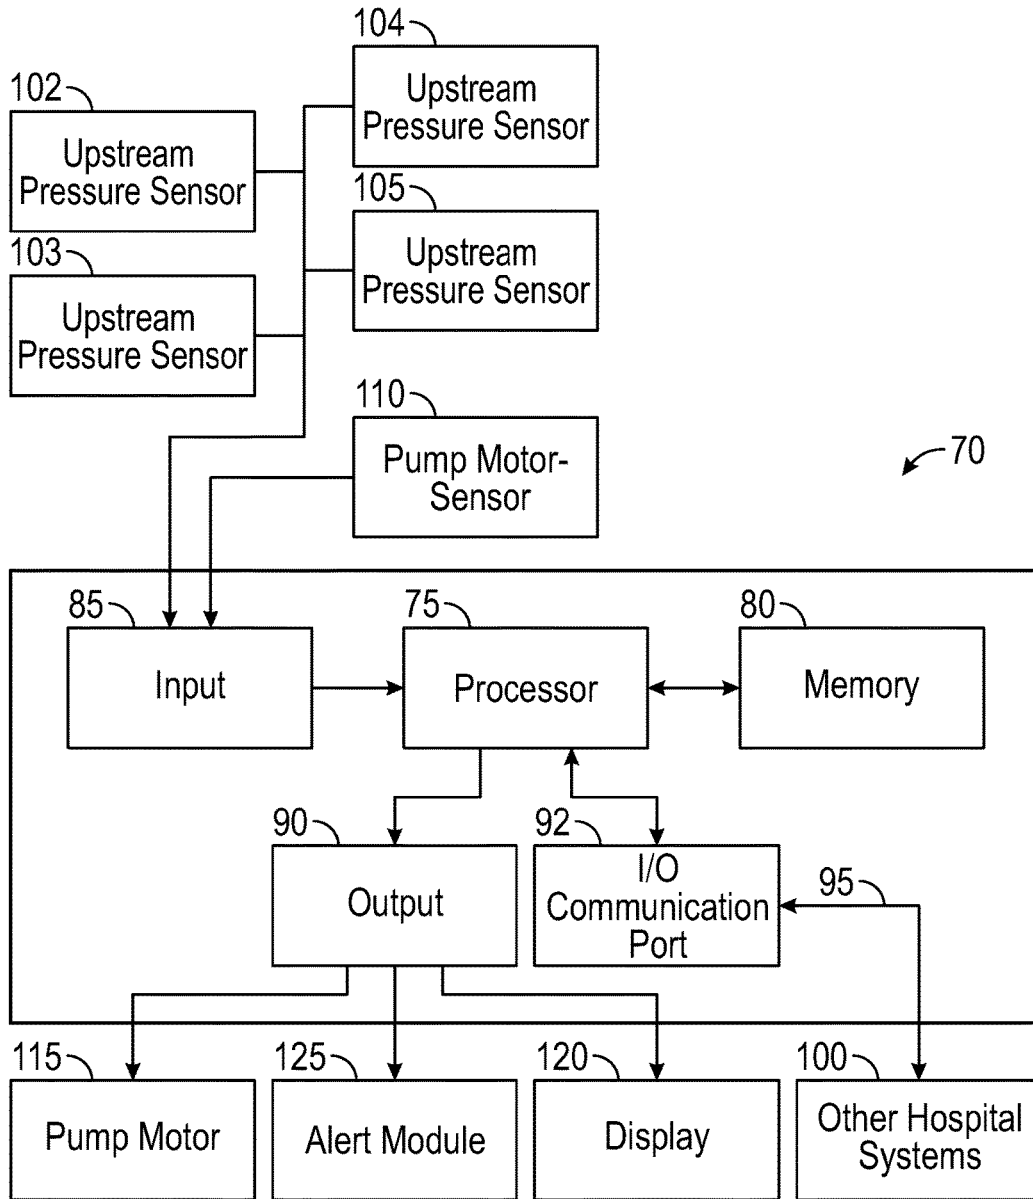 104
Upstream
Pressure Sensor
102
Upstream
Pressure Sensor
105
Upstream
Pressure Sensor
103
Upstream
Pressure Sensor
110
Pump Motor-
Sensor
70
85
Input
75
Processor
80
Memory
90
Output
92
I/O
Communication
Port
95
115
Pump Motor
125
Alert Module
120
Display
100
Other Hospital
Systems